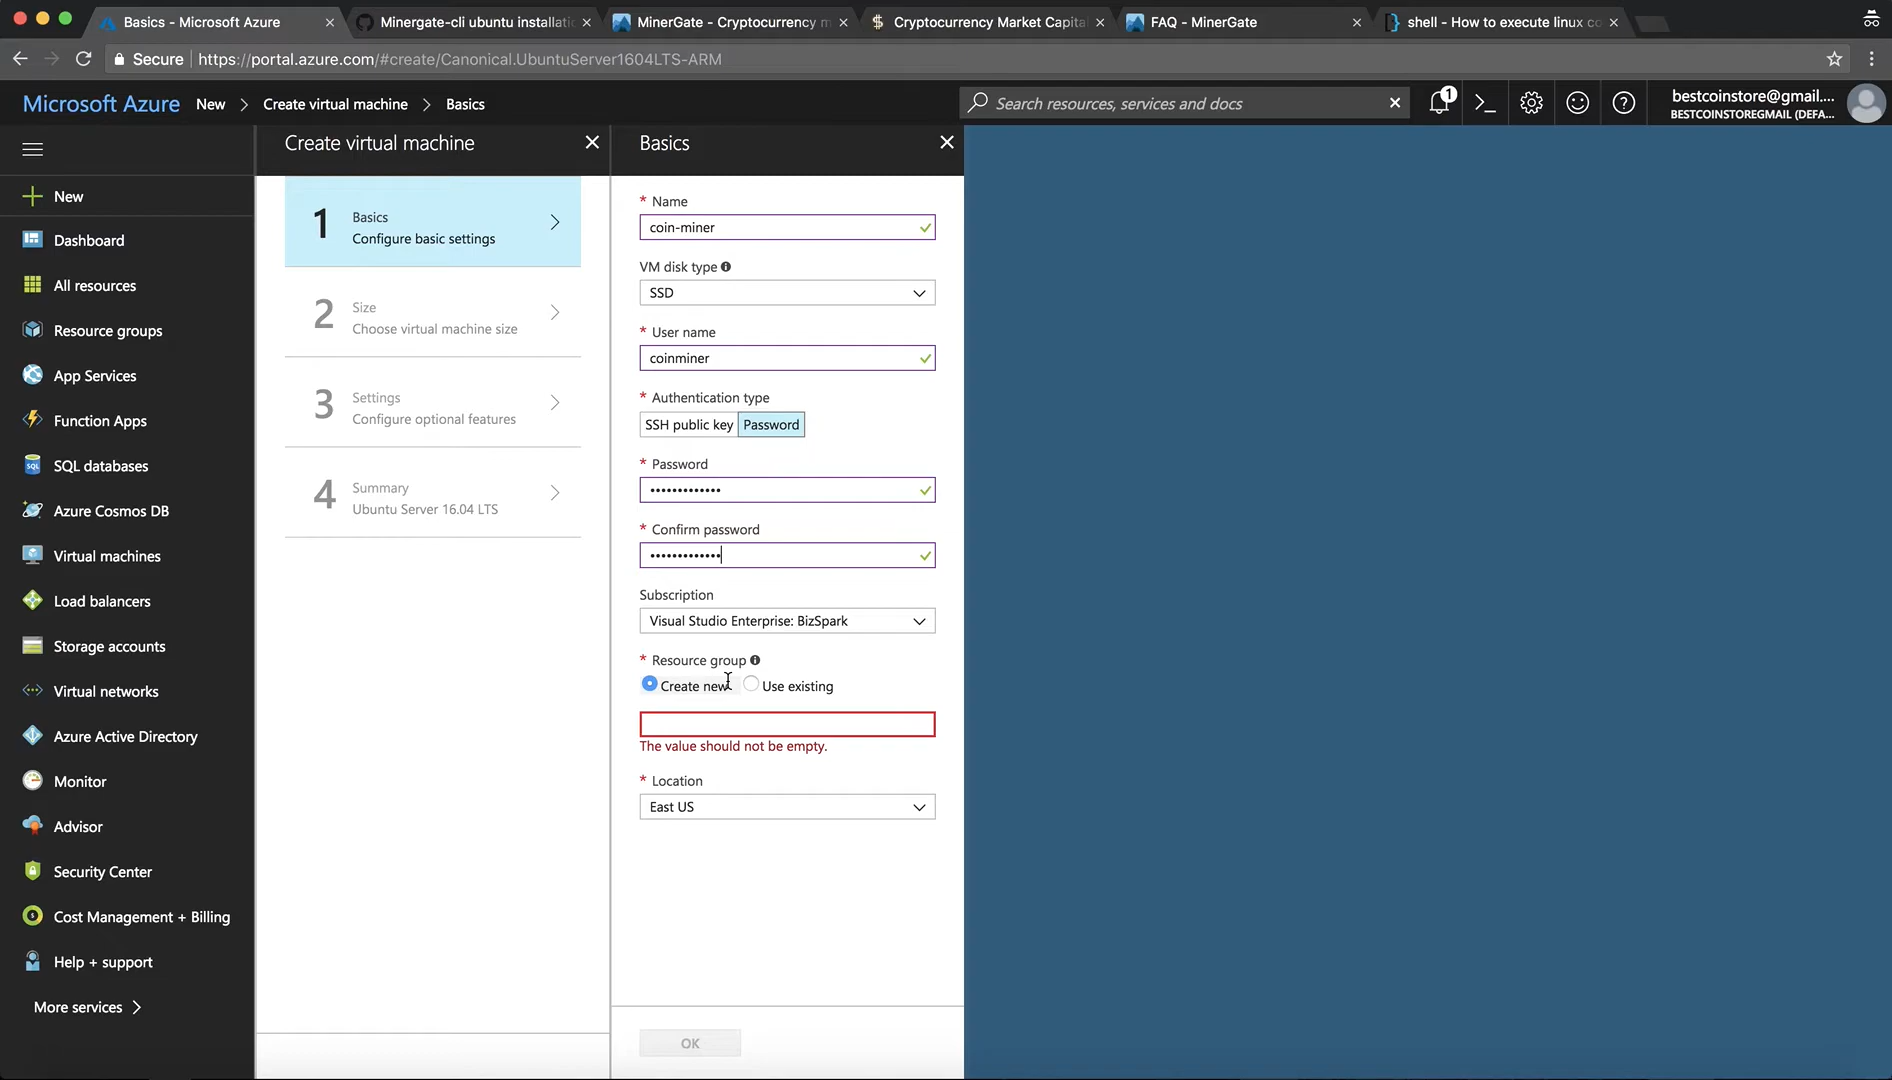 Basics - Microsoft Azure
Minergate-cli ubuntu installatio
MinerGate - Cryptocurrency m
Cryptocurrency Market Capital
FAQ - MinerGate
shell - How to execute linux co
Secure
https://portal.azure.com/#create/Canonical.UbuntuServer1604LTS-ARM
Microsoft Azure New > Create virtual machine > Basics
Search resources, services and docs
1
bestcoinstore@gmail....
BESTCOINSTOREGMAIL (DEFA...
New
Dashboard
All resources
Resource groups
App Services
Function Apps
SQL databases
Azure Cosmos DB
Virtual machines
Load balancers
Storage accounts
Virtual networks
Azure Active Directory
Monitor
Advisor
Security Center
Cost Management + Billing
Help + support
More services >
Create virtual machine
1 Basics
Configure basic settings
2 Size
Choose virtual machine size
3 Settings
Configure optional features
4 Summary
Ubuntu Server 16.04 LTS
Basics
* Name
coin-miner
VM disk type
SSD
* User name
coinminer
* Authentication type
SSH public key Password
* Password
•••••••••••••
* Confirm password
•••••••••••••
Subscription
Visual Studio Enterprise: BizSpark
* Resource group
Create new Use existing
The value should not be empty.
* Location
East US
OK